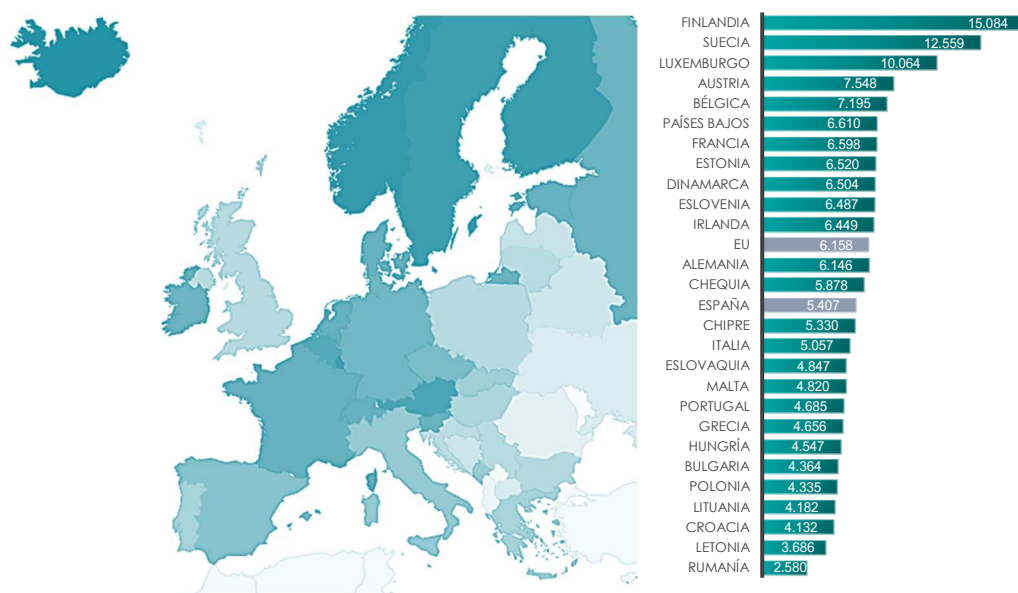 FINLANDIA 15.084
SUECIA 12.559
LUXEMBURGO 10.064
AUSTRIA 7.548
BÉLGICA 7.195
PAÍSES BAJOS 6.610
FRANCIA 6.598
ESTONIA 6.520
DINAMARCA 6.504
ESLOVENIA 6.487
IRLANDA 6.449
EU 6.158
ALEMANIA 6.146
CHEQUIA 5.878
ESPAÑA 5.407
CHIPRE 5.330
ITALIA 5.057
ESLOVAQUIA 4.847
MALTA 4.820
PORTUGAL 4.685
GRECIA 4.656
HUNGRÍA 4.547
BULGARIA 4.364
POLONIA 4.335
LITUANIA 4.182
CROACIA 4.132
LETONIA 3.686
RUMANÍA 2.580